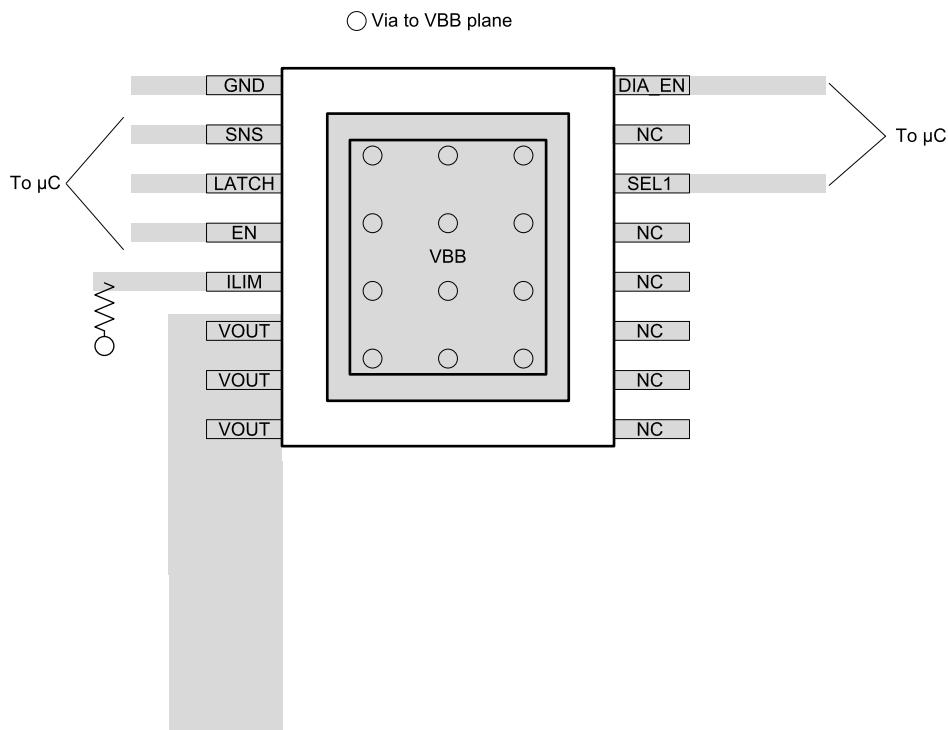 Via to VBB plane
GND
SNS
LATCH
EN
ILIM
VOUT
VOUT
VOUT
To µC
VBB
DIA_EN
NC
SEL1
NC
NC
NC
NC
NC
To µC